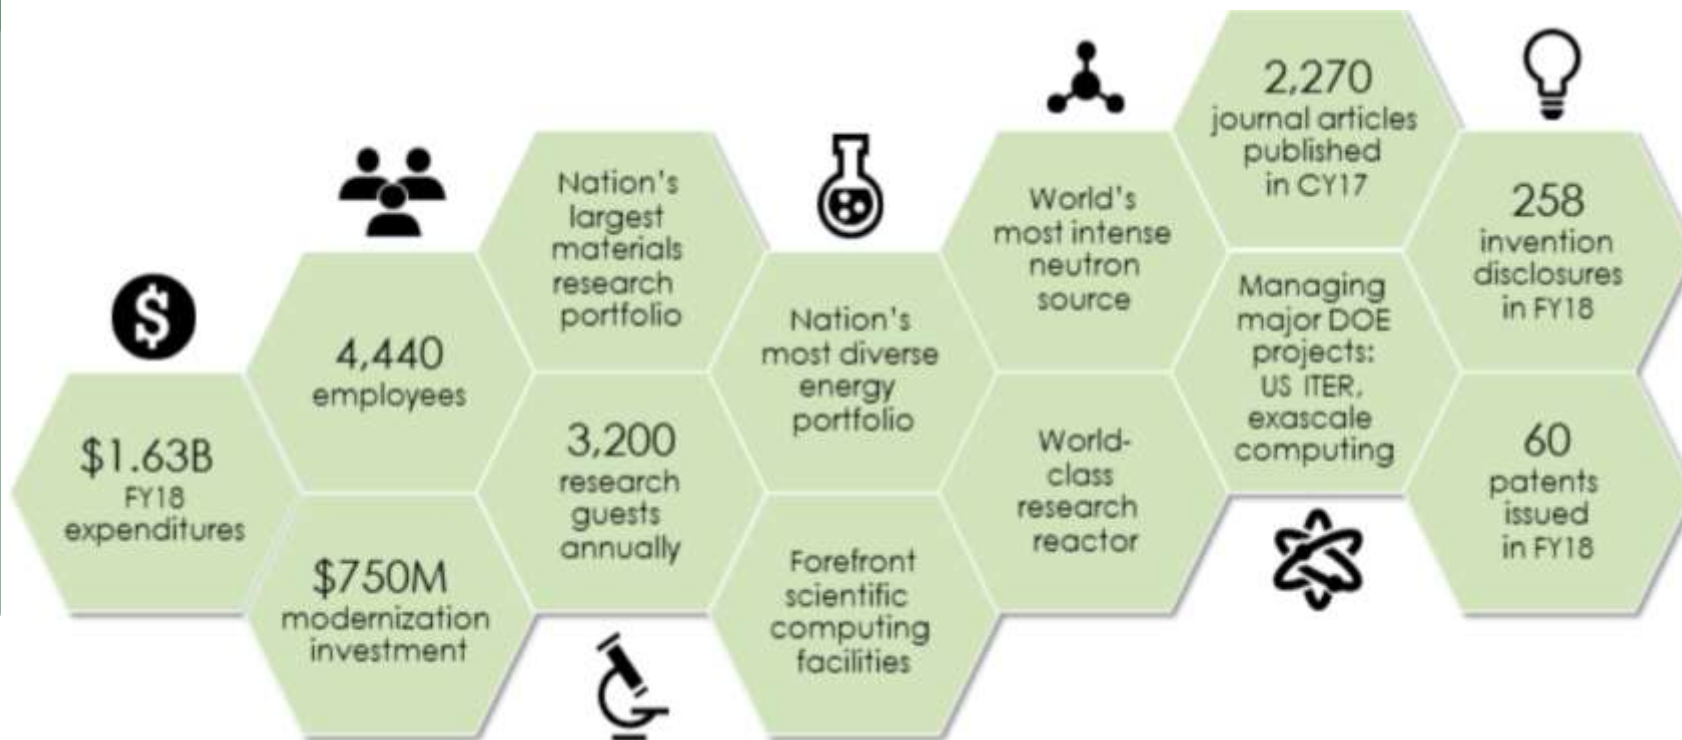 $1.63B
FY18
expenditures
4,440
employees
$750M
modernization
investment
Nation's
largest
materials
research
portfolio
3,200
research
guests
annually
Nation's
most diverse
energy
portfolio
Forefront
scientific
computing
facilities
World's
most intense
neutron
source
World-
class
research
reactor
2,270
journal articles
published
in CY17
Managing
major DOE
projects:
US ITER,
exascale
computing
258
invention
disclosures
in FY18
60
patents
issued
in FY18